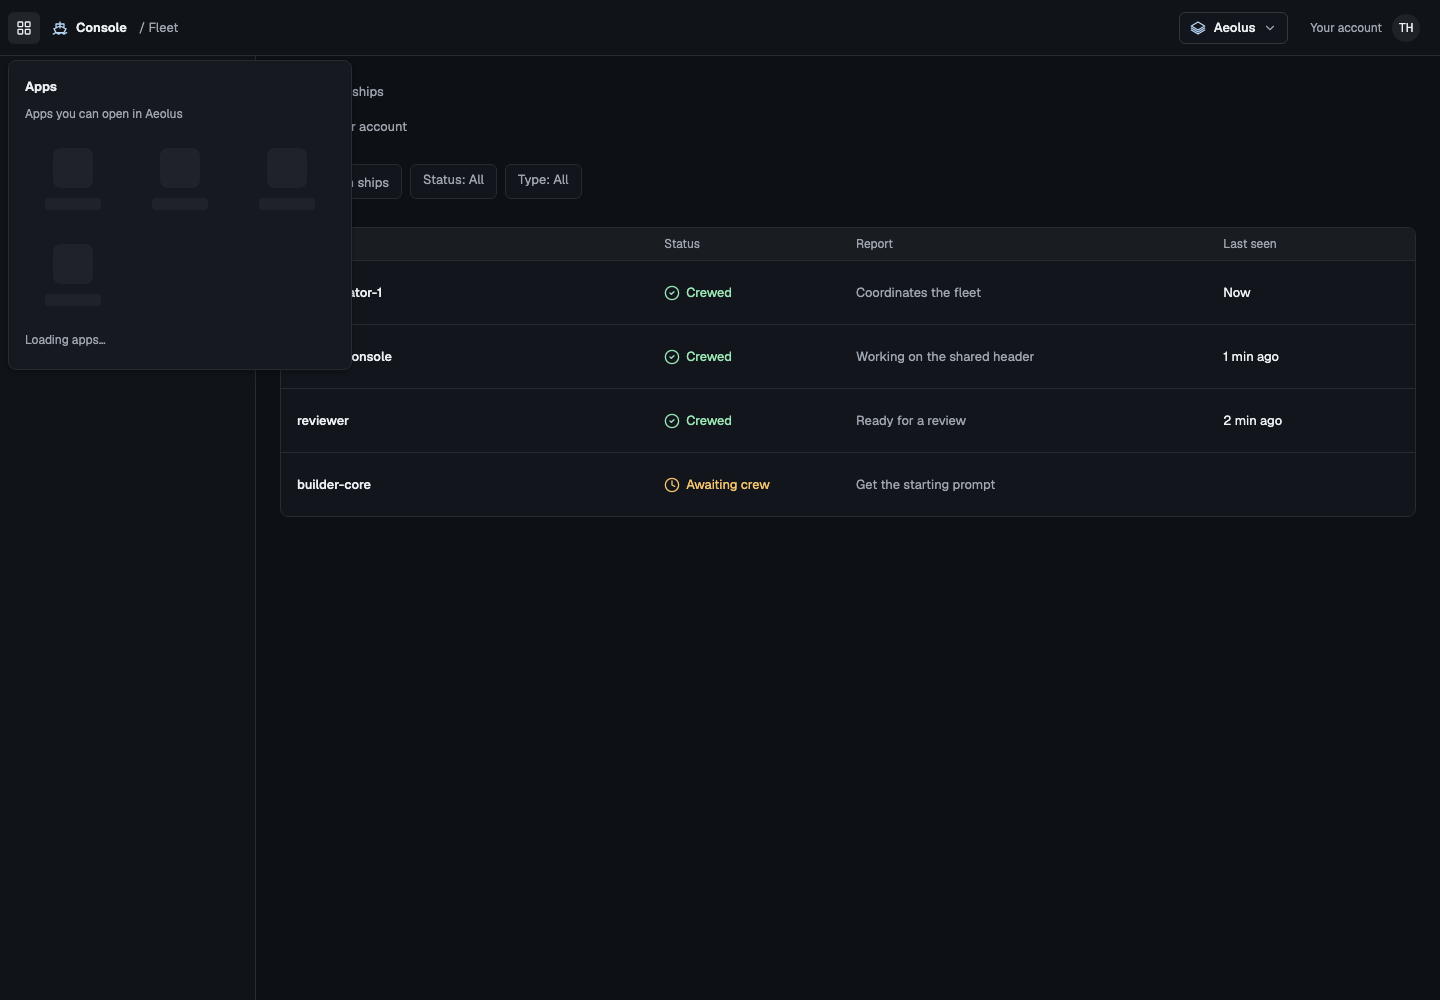 Console / Fleet
Aeolus
Your account
TH
Apps
Apps you can open in Aeolus
Loading apps…
ships
account
ships
Status: All
Type: All
Status
Report
Last seen
ator-1
Crewed
Coordinates the fleet
Now
onsole
Crewed
Working on the shared header
1 min ago
reviewer
Crewed
Ready for a review
2 min ago
builder-core
Awaiting crew
Get the starting prompt